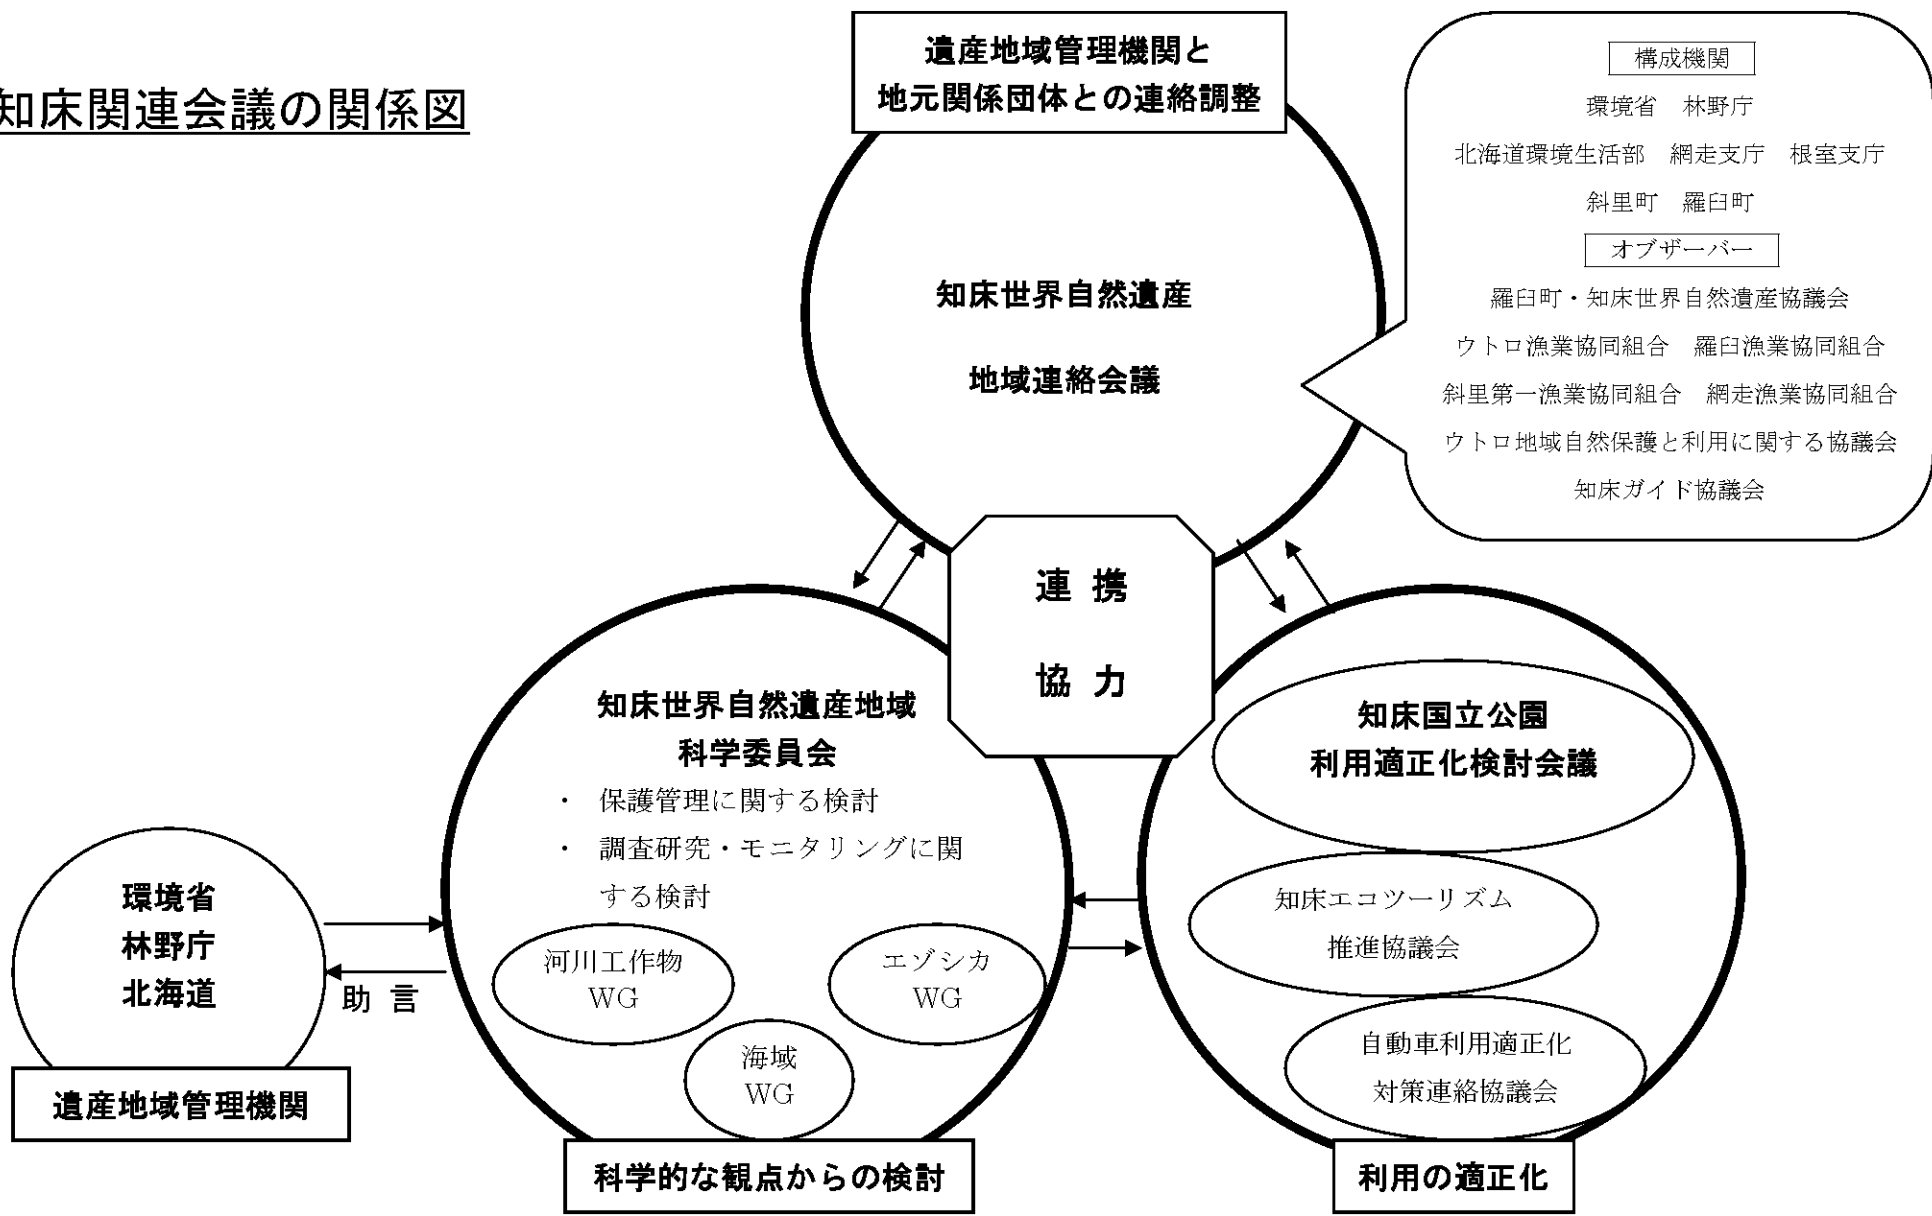 知床関連会議の関係図
遺産地域管理機関と
地元関係団体との連絡調整
知床世界自然遺産
地域連絡会議
構成機関
環境省　林野庁
北海道環境生活部　網走支庁　根室支庁
斜里町　羅臼町
オブザーバー
羅臼町・知床世界自然遺産協議会
ウトロ漁業協同組合　羅臼漁業協同組合
斜里第一漁業協同組合　網走漁業協同組合
ウトロ地域自然保護と利用に関する協議会
知床ガイド協議会
連 携
協 力
知床世界自然遺産地域
科学委員会
・ 保護管理に関する検討
・ 調査研究・モニタリングに関
する検討
河川工作物
WG
エゾシカ
WG
海域
WG
科学的な観点からの検討
知床国立公園
利用適正化検討会議
知床エコツーリズム
推進協議会
自動車利用適正化
対策連絡協議会
利用の適正化
環境省
林野庁
北海道
助 言
遺産地域管理機関